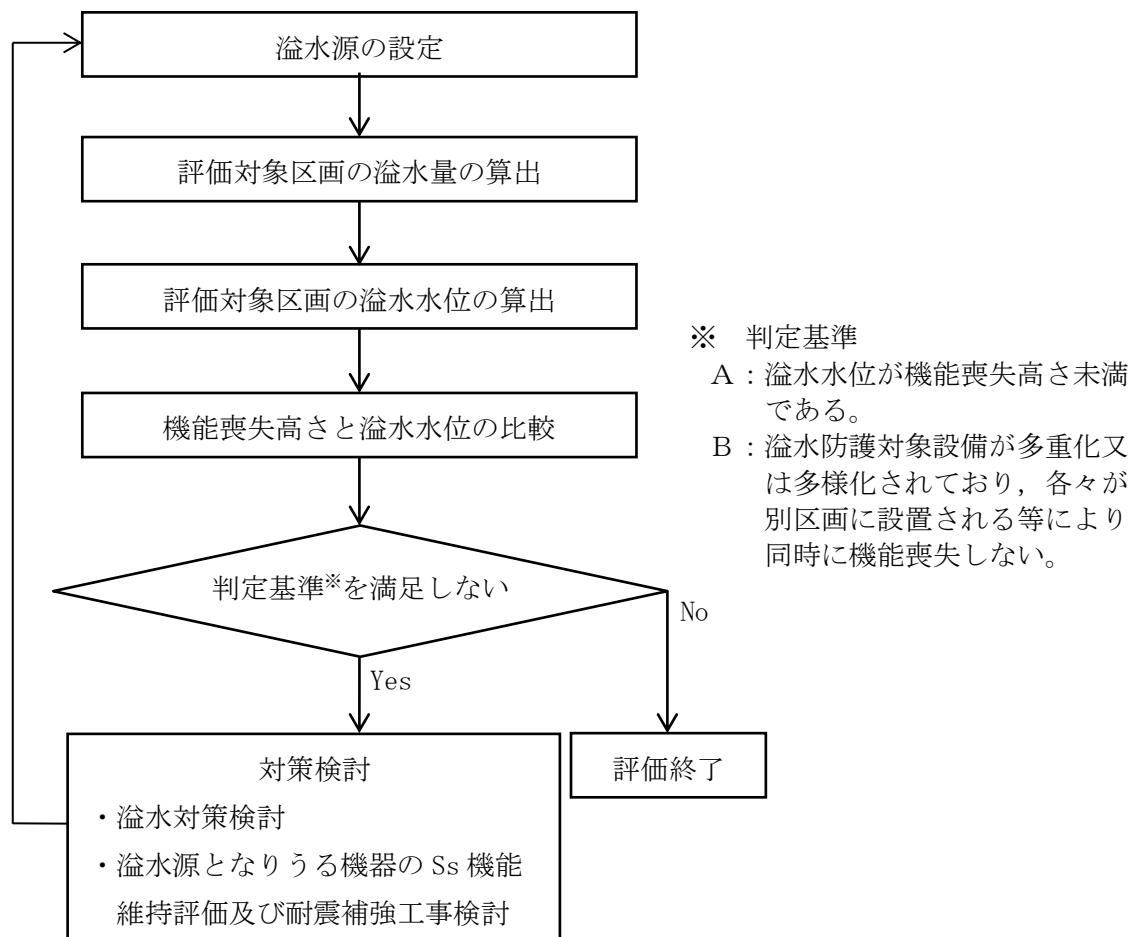 溢水源の設定
評価対象区画の溢水量の算出
評価対象区画の溢水水位の算出
機能喪失高さと溢水水位の比較
※　判定基準
A：溢水水位が機能喪失高さ未満
である。
B：溢水防護対象設備が多重化又
は多様化されており，各々が
別区画に設置される等により
同時に機能喪失しない。
判定基準※を満足しない
No
Yes
対策検討
・溢水対策検討
・溢水源となりうる機器の Ss 機能
維持評価及び耐震補強工事検討
評価終了